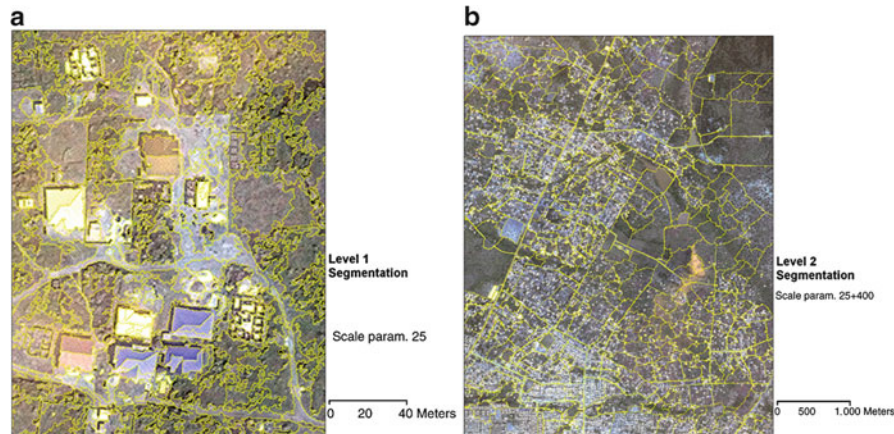 a
Level 1
Segmentation
Scale param. 25
0 20 40 Meters
b
Level 2
Segmentation
Scale param. 25+400
0 500 1,000 Meters